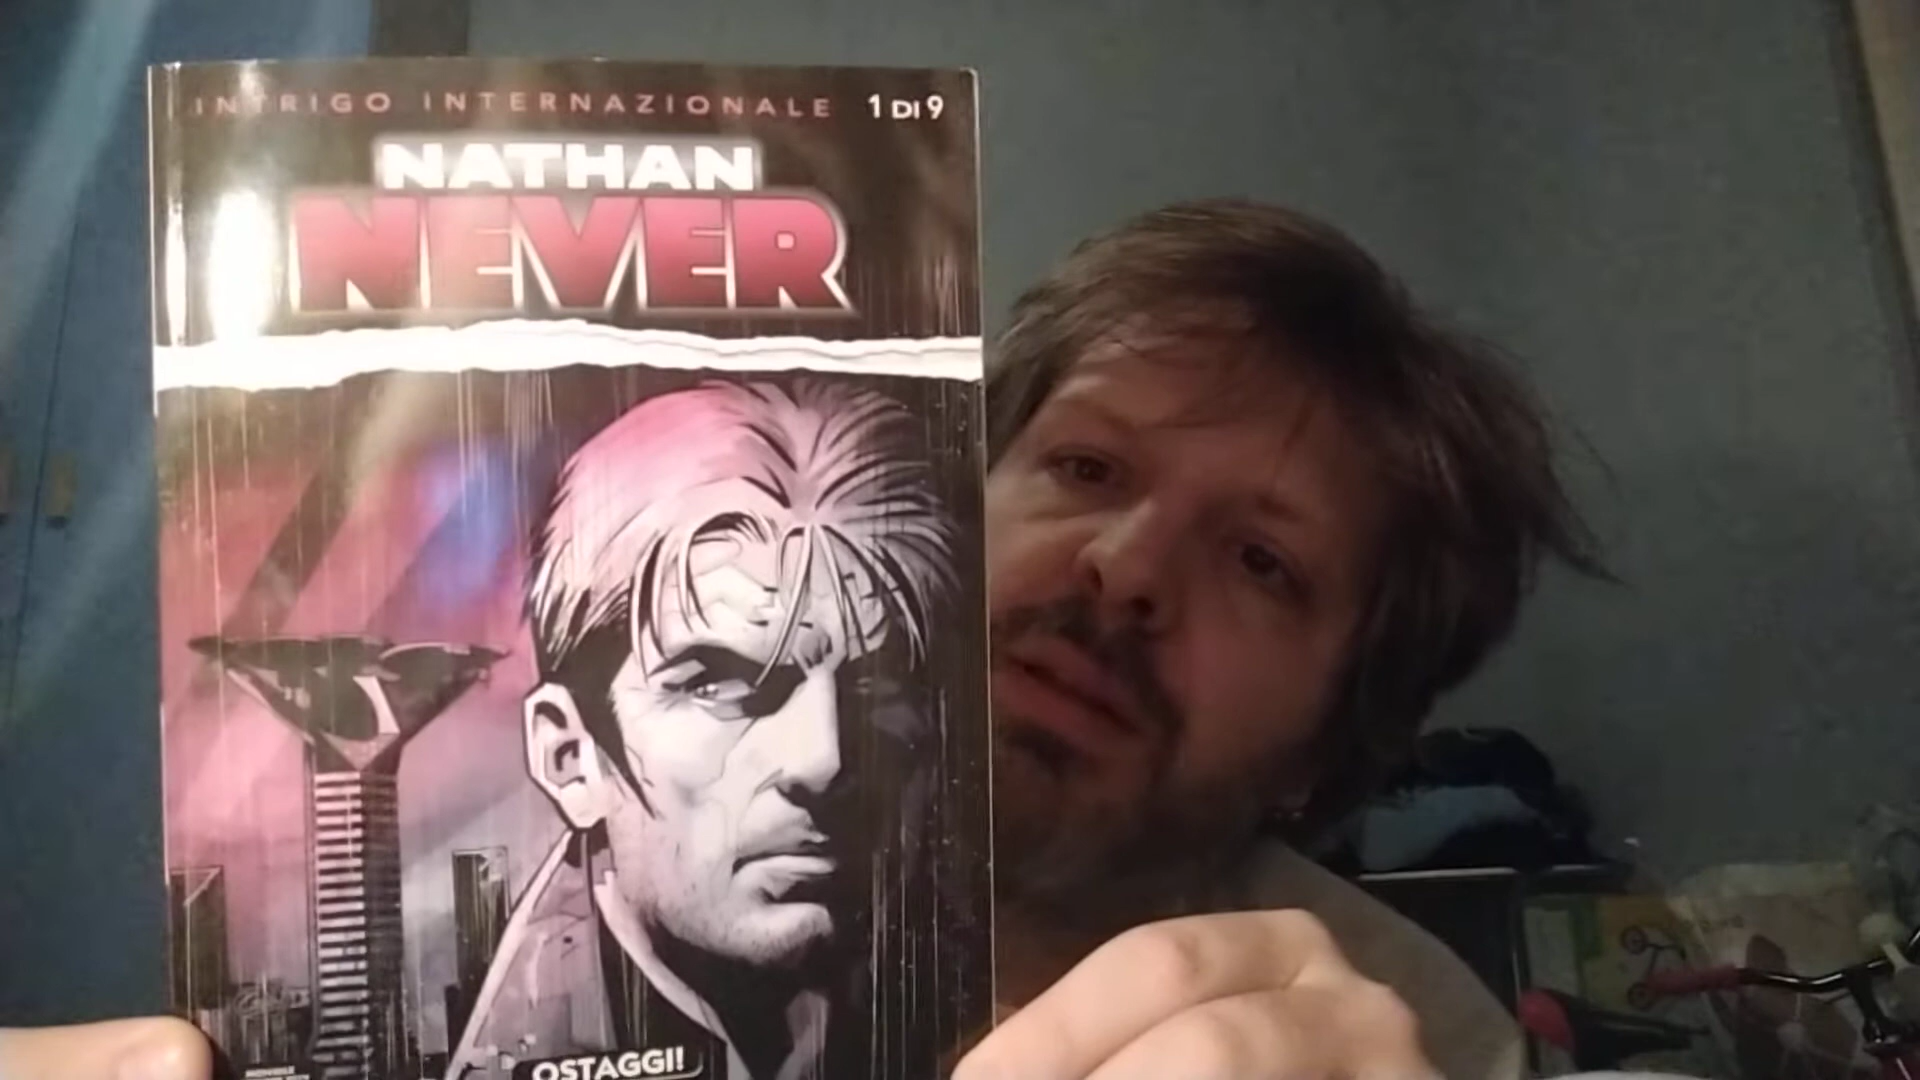 INTRIGO INTERNAZIONALE 1 DI 9
NATHAN
NEVER
OSTAGGI!